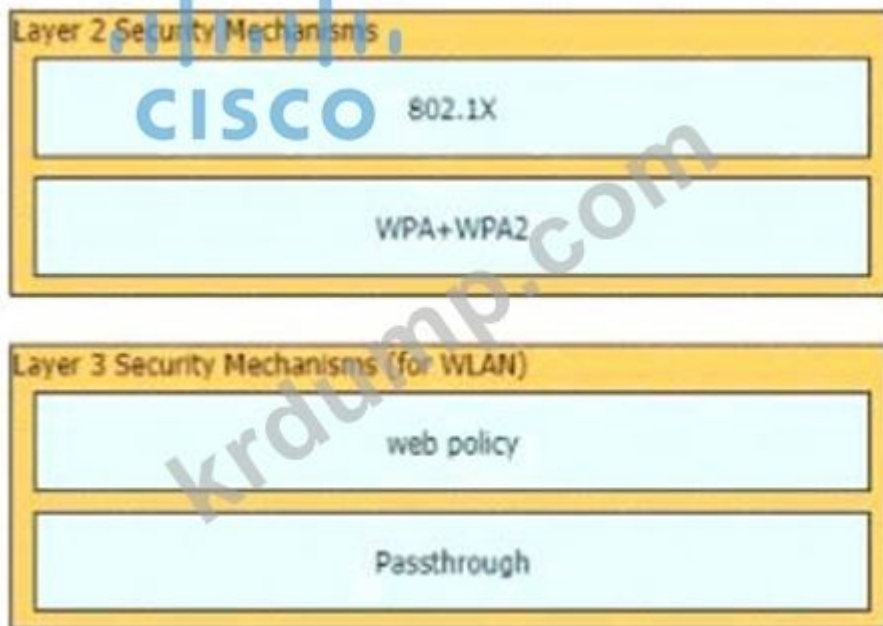 Layer 2 Security Mechanisms
CISCO
802.1X
WPA+WPA2
krdump.com
Layer 3 Security Mechanisms (for WLAN)
web policy
Passthrough